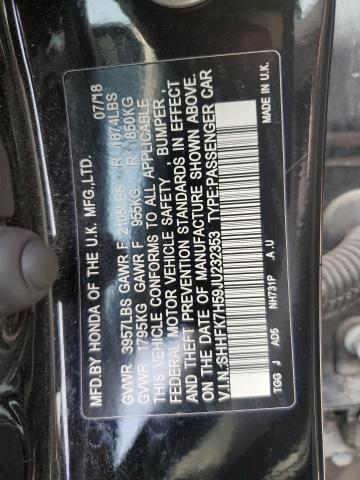 MFD.BY HONDA OF THE U.K. MFG.,LTD. 07/18
GVWR 3957LBS GAWR F 2105LBS R 1874LBS
GVWR 1795KG GAWR F 955KG R 850KG
THIS VEHICLE CONFORMS TO ALL APPLICABLE
FEDERAL MOTOR VEHICLE SAFETY, BUMPER,
AND THEFT PREVENTION STANDARDS IN EFFECT
ON THE DATE OF MANUFACTURE SHOWN ABOVE.
V.I.N.:SHHFK7H59JU232353 TYPE:PASSENGER CAR
TGG J AD5 NH731P A.U MADE IN U.K.